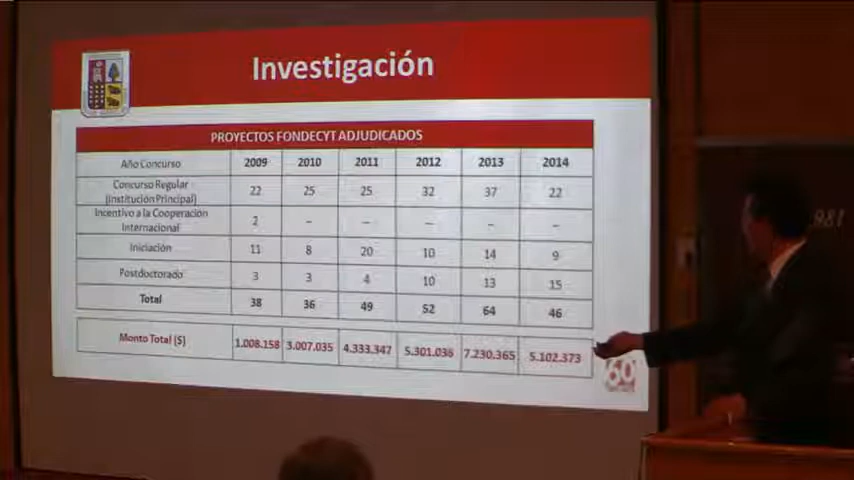 Investigación
PROYECTOS FONDECYT ADJUDICADOS
Año Concurso 2009 2010 2011 2012 2013 2014
Concurso Regular (Institución Principal) 22 25 25 32 37 22
Incentivo a la Cooperación Internacional 2 – – – – –
Iniciación 11 8 20 10 14 9
Postdoctorado 3 3 4 10 13 15
Total 38 36 49 52 64 46
Monto Total ($) 1.008.158 3.007.035 4.333.347 5.301.036 7.230.365 5.102.373
60
981